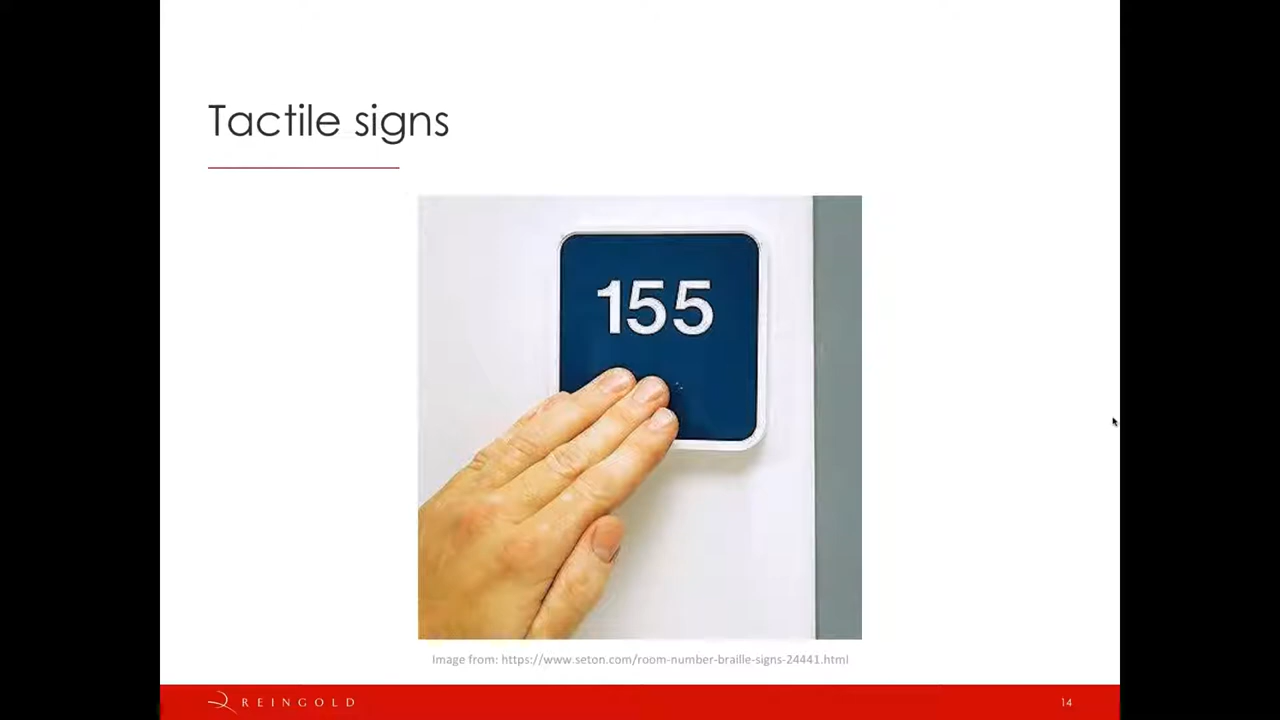 Tactile signs
155
Image from: https://www.seton.com/room-number-braille-signs-24441.html
REINGOLD
14